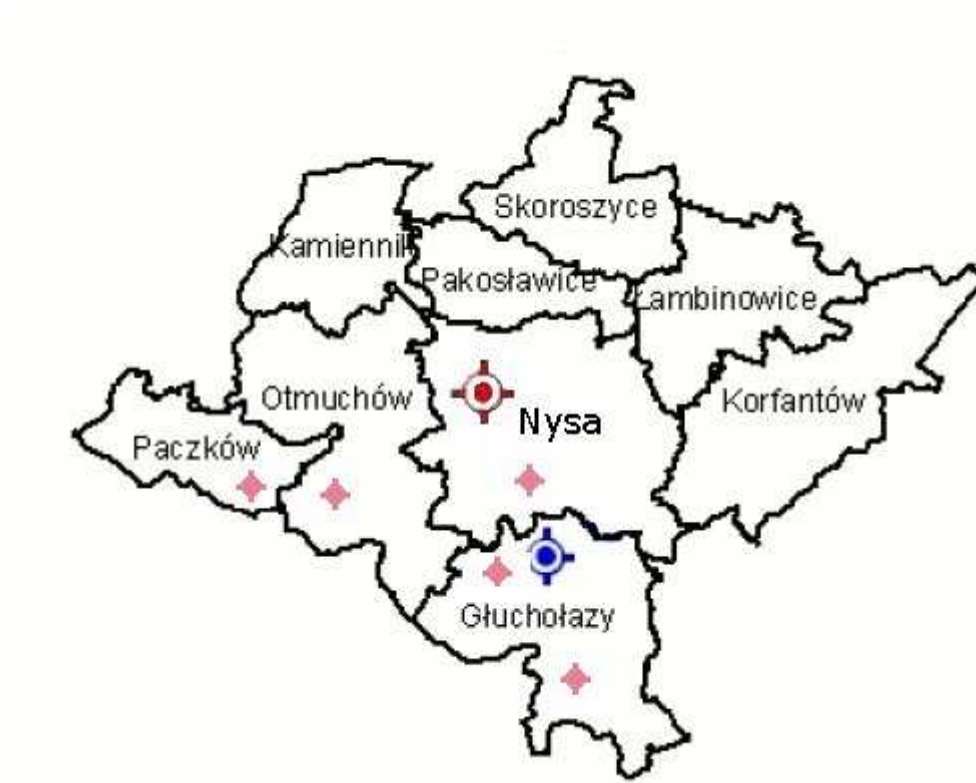 Skoroszyce
Kamiennik
Pakosławice
Łambinowice
Otmuchów
Korfantów
Nysa
Paczków
Głuchołazy